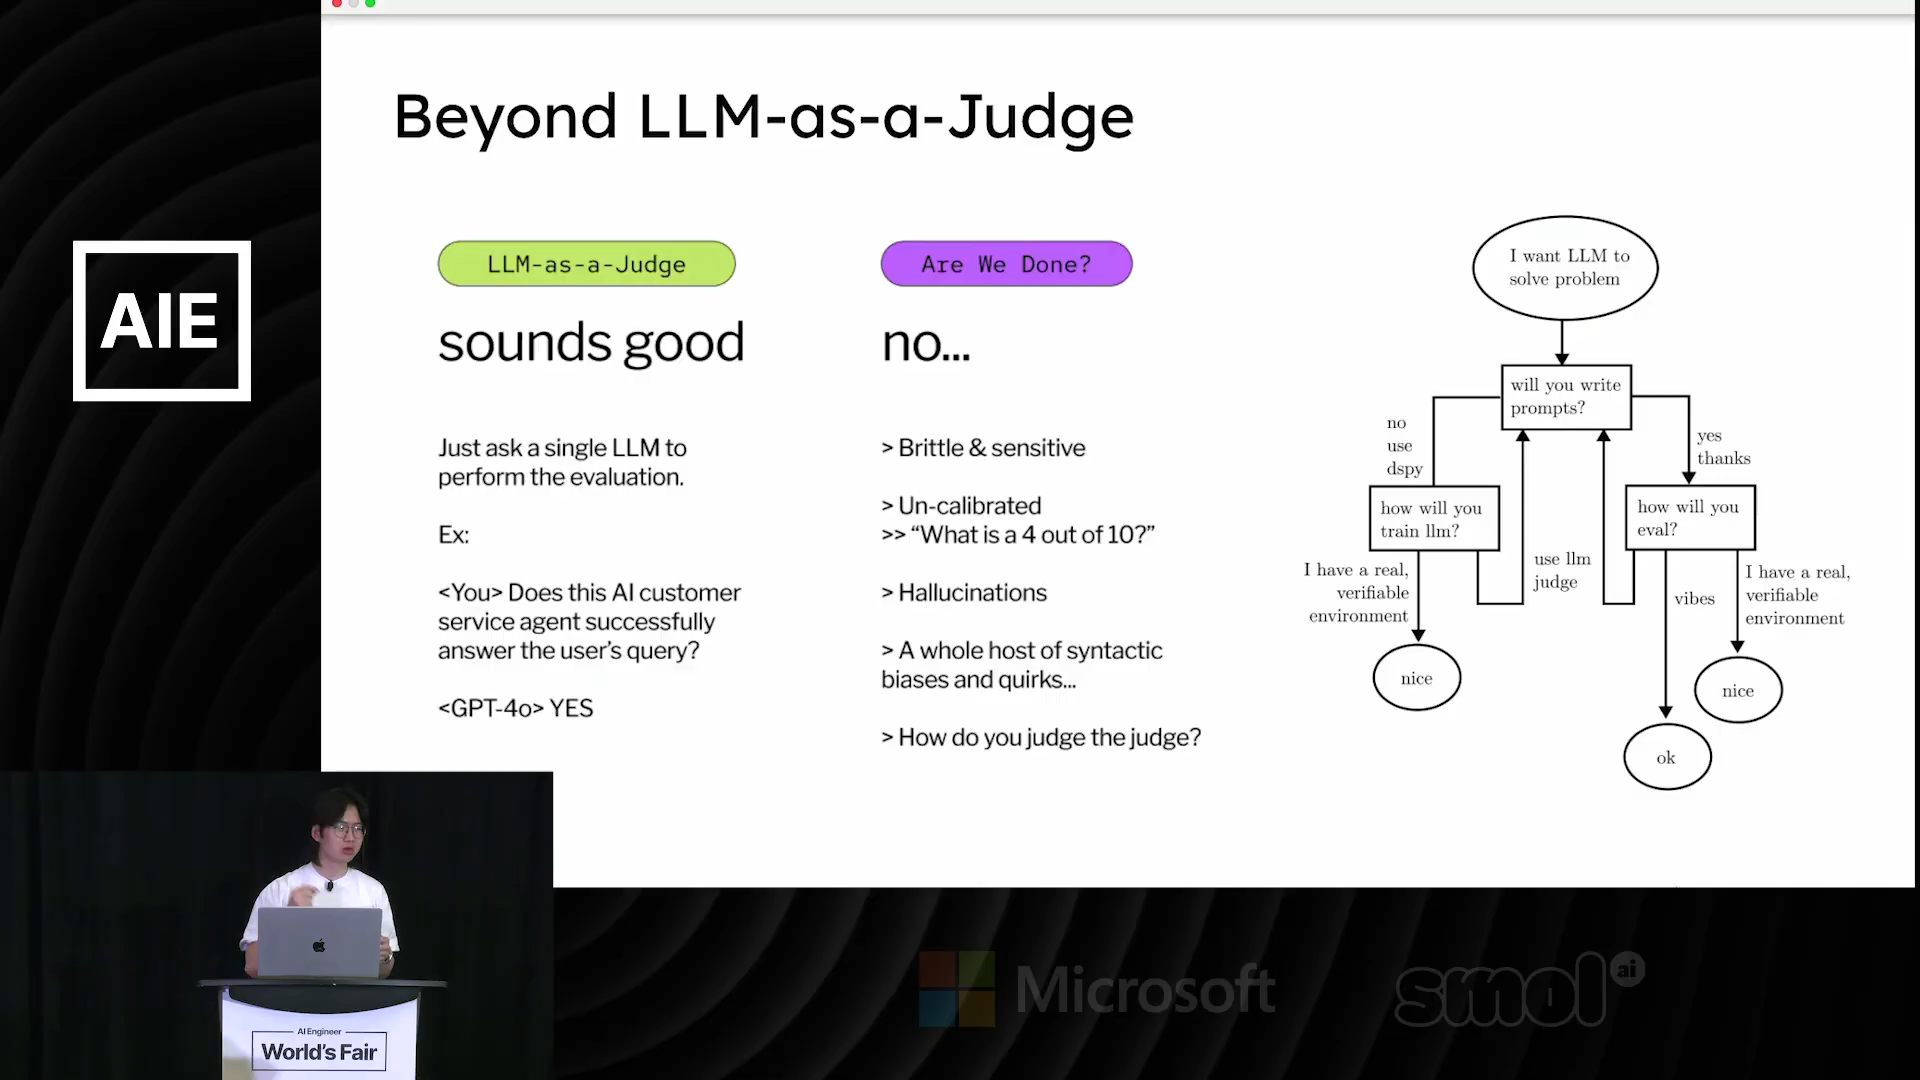 Beyond LLM-as-a-Judge
AIE
LLM-as-a-Judge
sounds good
Just ask a single LLM to
perform the evaluation.
Ex:
<You> Does this AI customer
service agent successfully
answer the user's query?
<GPT-4o> YES
Are We Done?
no...
> Brittle & sensitive
> Un-calibrated
>> “What is a 4 out of 10?”
> Hallucinations
> A whole host of syntactic
biases and quirks...
> How do you judge the judge?
I want LLM to
solve problem
will you write
prompts?
no
use
dspy
yes
thanks
how will you
train llm?
how will you
eval?
I have a real,
verifiable
environment
use llm
judge
vibes
I have a real,
verifiable
environment
nice
nice
ok
AI Engineer
World's Fair
Microsoft
smol ai